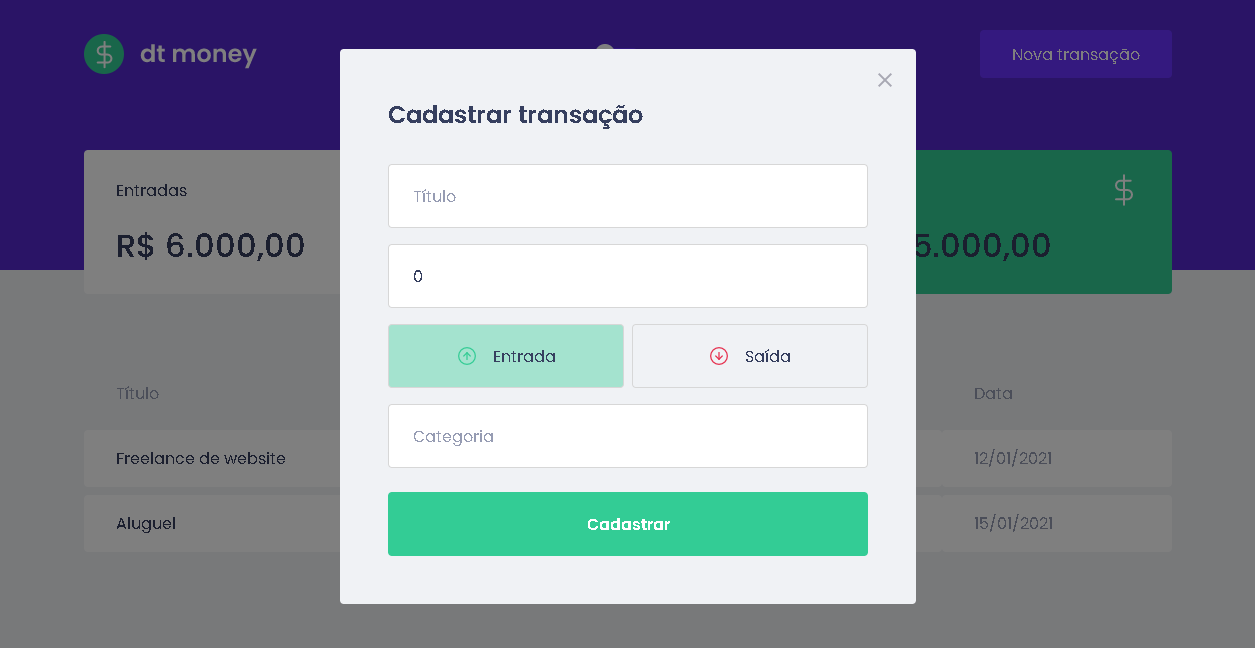 dt money
Nova transação
Cadastrar transação
Entradas
R$ 6.000,00
5.000,00
Título
0
Entrada
Saída
Categoria
Cadastrar
Título
Data
Freelance de website
12/01/2021
Aluguel
15/01/2021